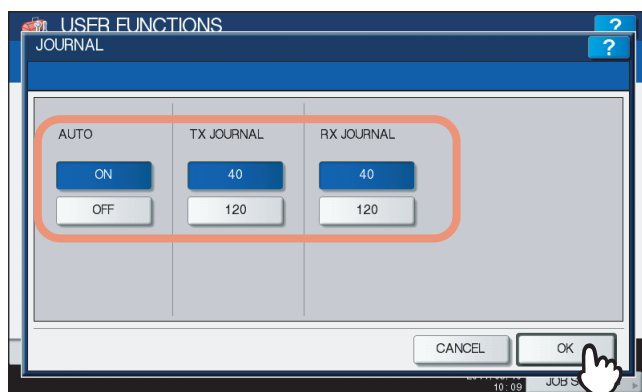 USER FUNCTIONS ?
JOURNAL ?
AUTO TX JOURNAL RX JOURNAL
ON 40 40
OFF 120 120
CANCEL OK
10:09 JOB